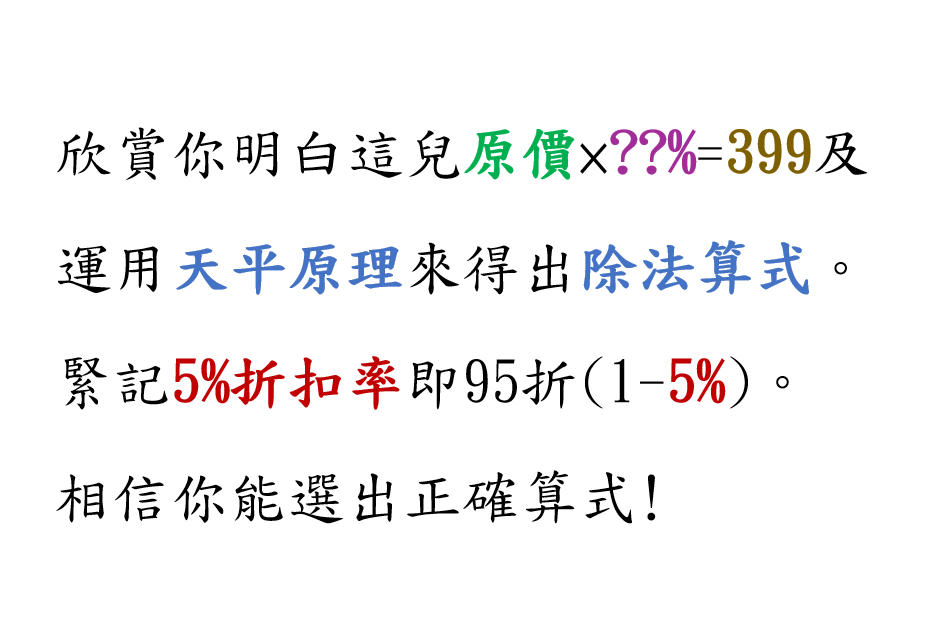 欣賞你明白這兒原價×??%=399及
運用天平原理來得出除法算式。
緊記5%折扣率即95折(1-5%)。
相信你能選出正確算式!